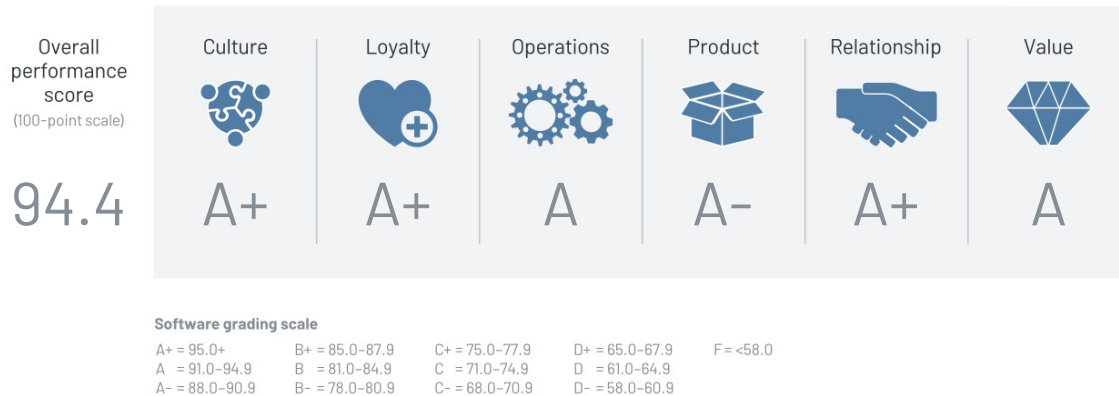 Overall
performance
score
(100-point scale)
94.4
Culture
A+
Loyalty
A+
Operations
A
Product
A-
Relationship
A+
Value
A
Software grading scale
A+ = 95.0+ B+ = 85.0–87.9 C+ = 75.0–77.9 D+ = 65.0–67.9 F = <58.0
A = 91.0–94.9 B = 81.0–84.9 C = 71.0–74.9 D = 61.0–64.9
A- = 88.0–90.9 B- = 78.0–80.9 C- = 68.0–70.9 D- = 58.0–60.9